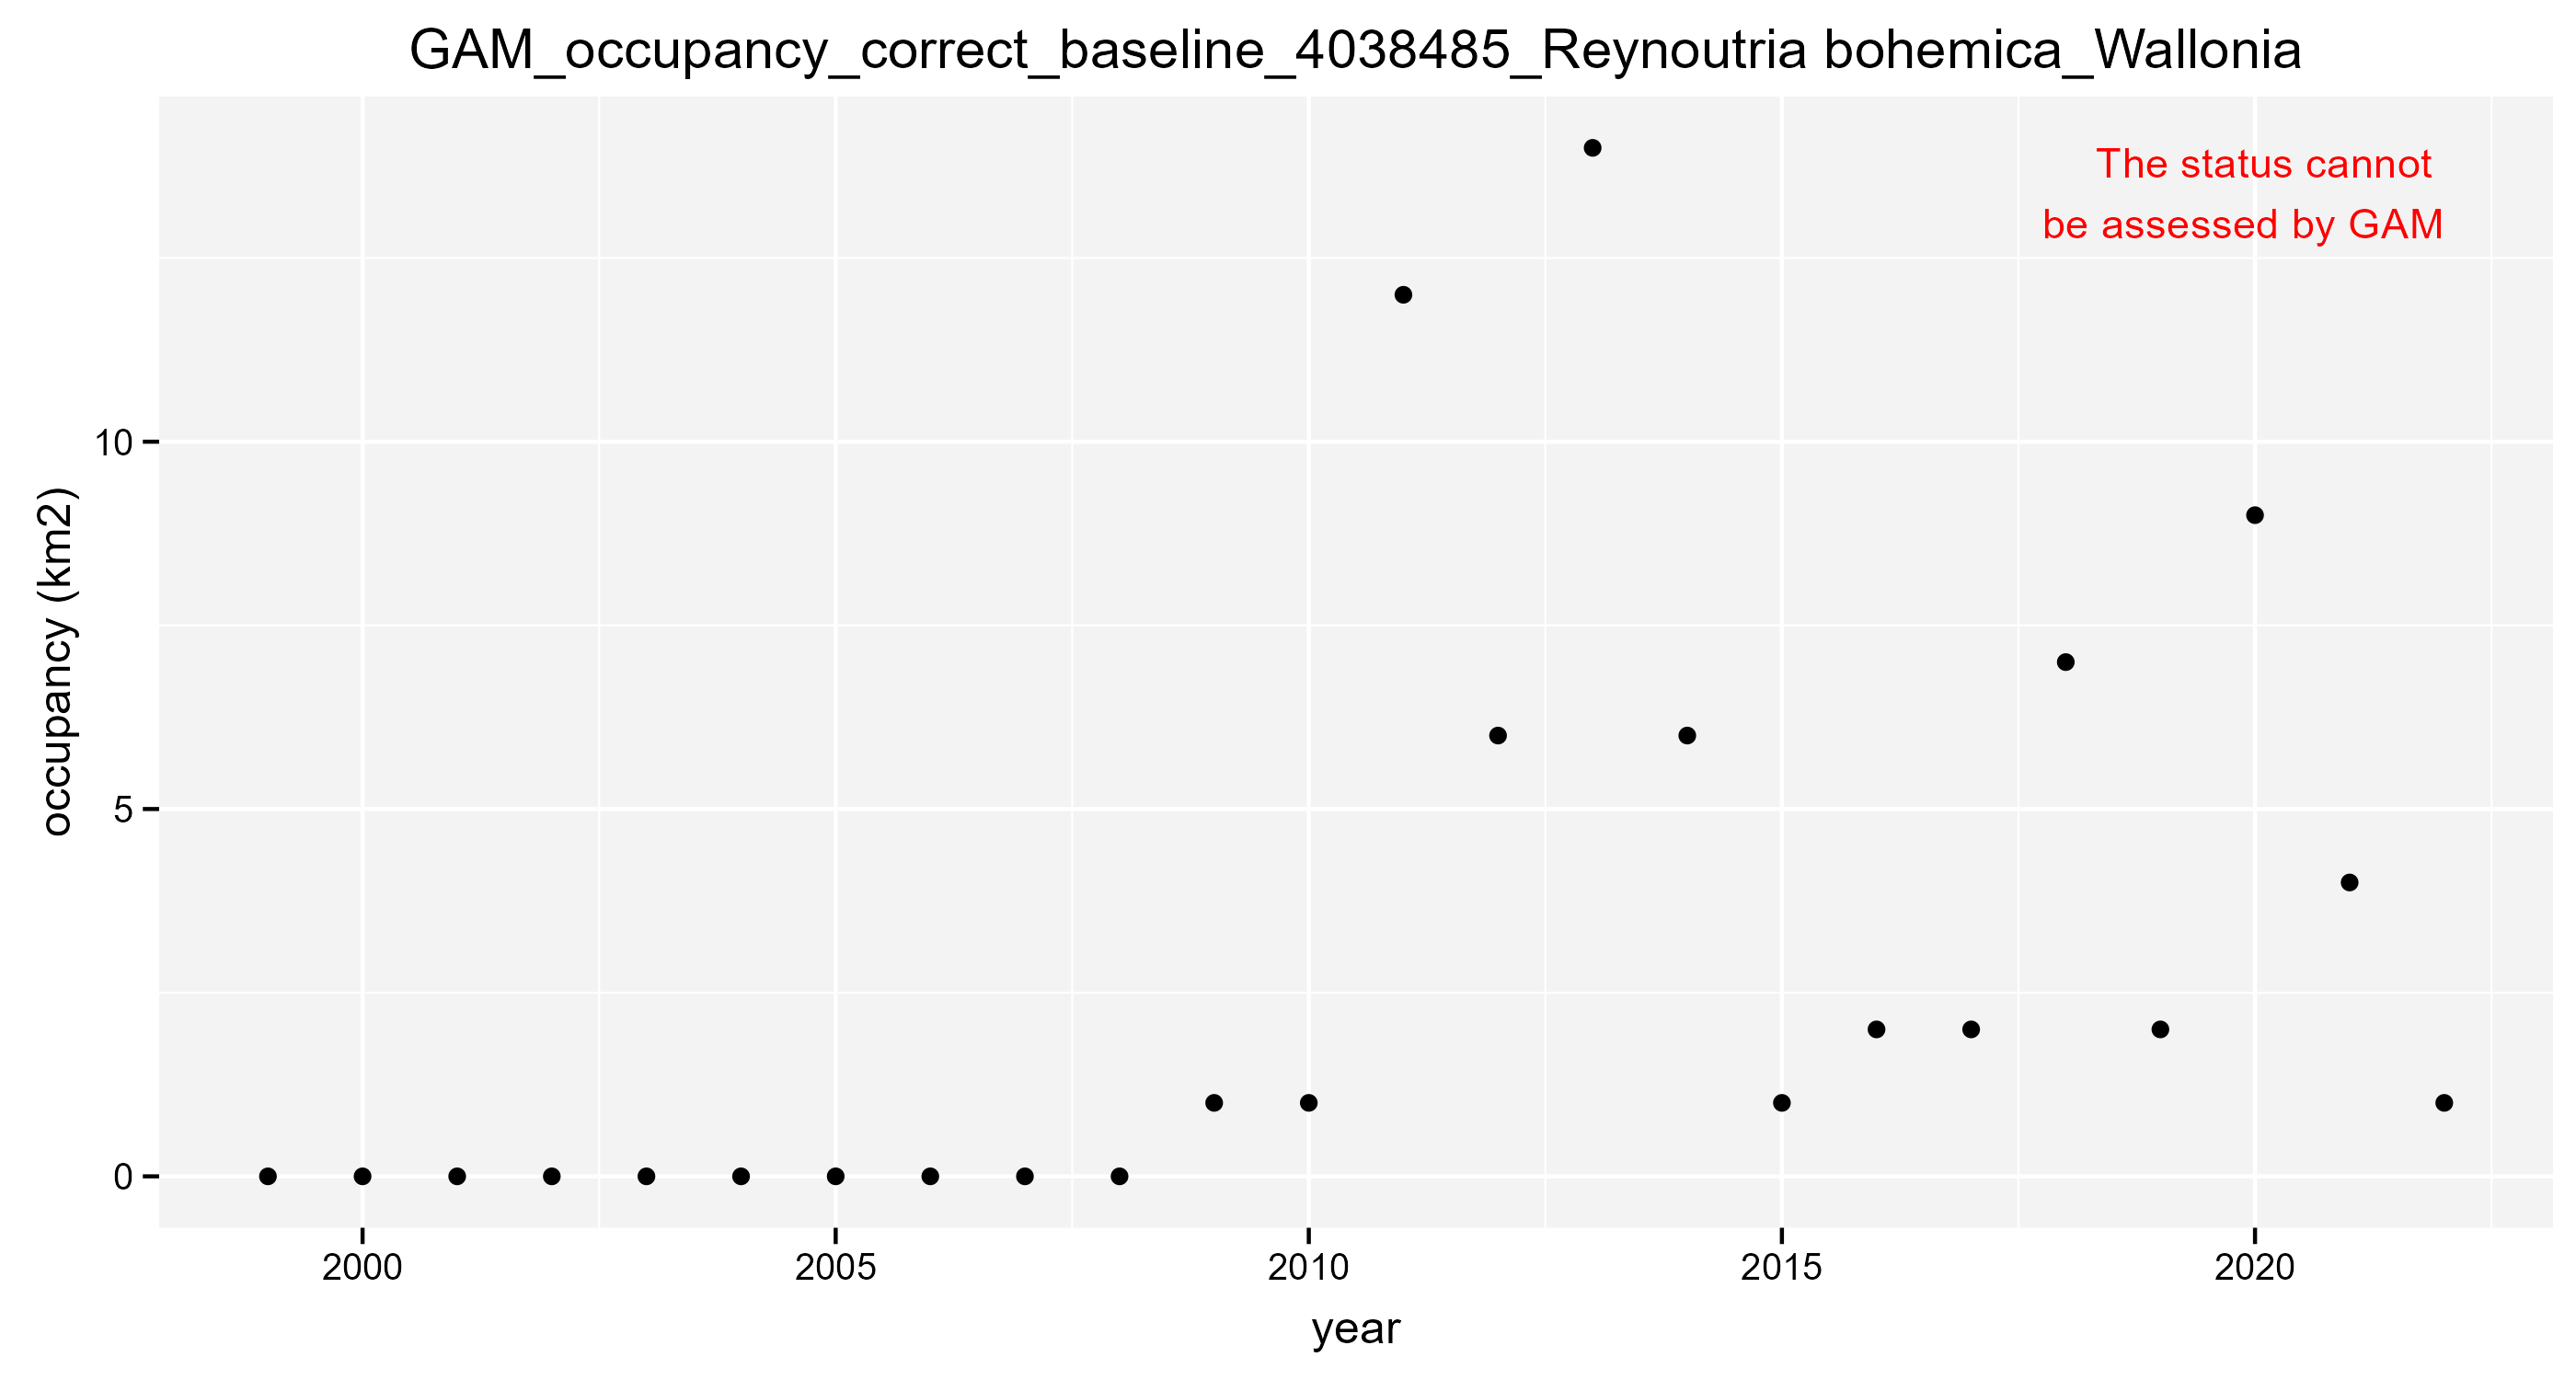 GAM_occupancy_correct_baseline_4038485_Reynoutria bohemica_Wallonia
The status cannot
be assessed by GAM
occupancy (km2)
10
5
0
2000 2005 2010 2015 2020
year